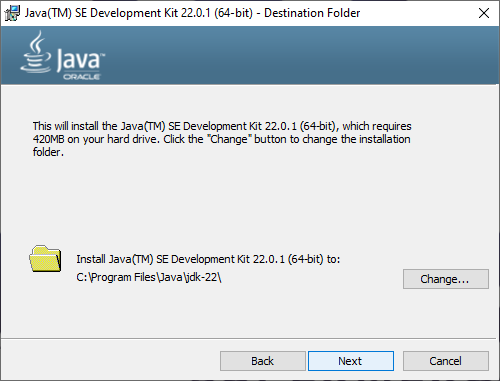 Java(TM) SE Development Kit 22.0.1 (64-bit) - Destination Folder
Java™
ORACLE
This will install the Java(TM) SE Development Kit 22.0.1 (64-bit), which requires
420MB on your hard drive. Click the "Change" button to change the installation
folder.
Install Java(TM) SE Development Kit 22.0.1 (64-bit) to:
C:\Program Files\Java\jdk-22\
Change...
Back
Next
Cancel